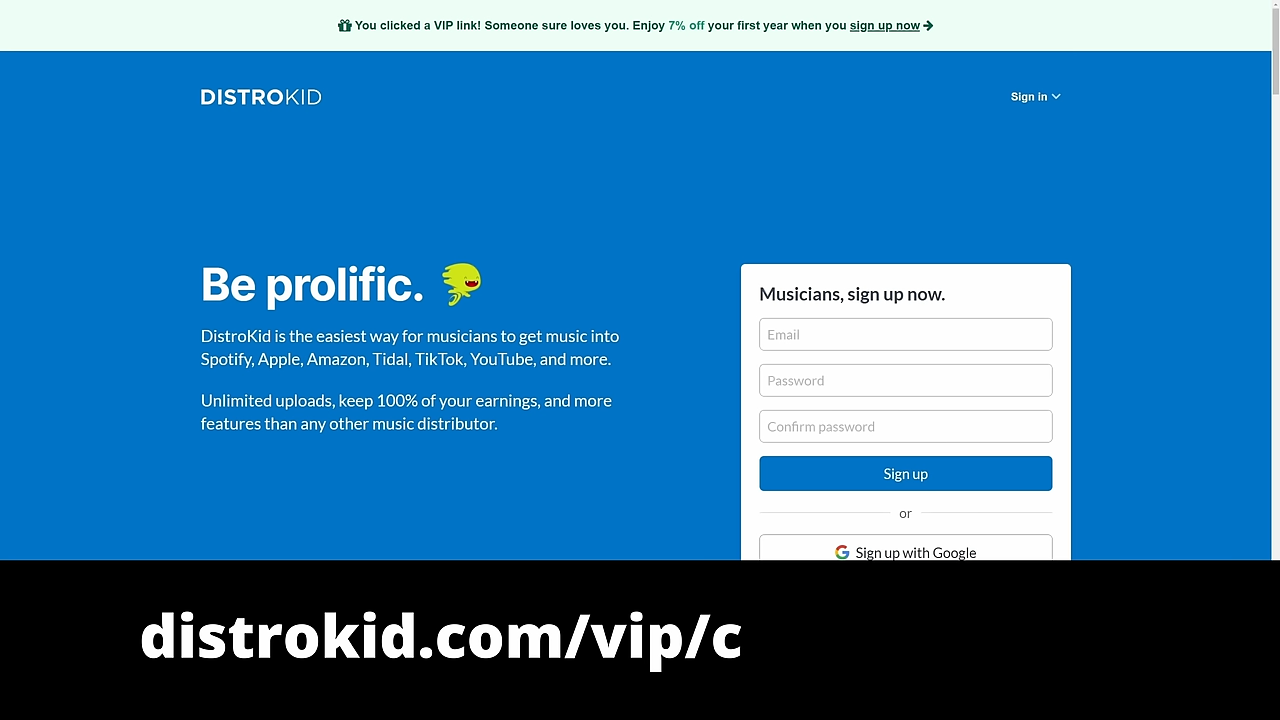 You clicked a VIP link! Someone sure loves you. Enjoy 7% off your first year when you sign up now
DISTROKID
Sign in
Be prolific.
DistroKid is the easiest way for musicians to get music into
Spotify, Apple, Amazon, Tidal, TikTok, YouTube, and more.
Unlimited uploads, keep 100% of your earnings, and more
features than any other music distributor.
Musicians, sign up now.
Email
Password
Confirm password
Sign up
or
Sign up with Google
distrokid.com/vip/c